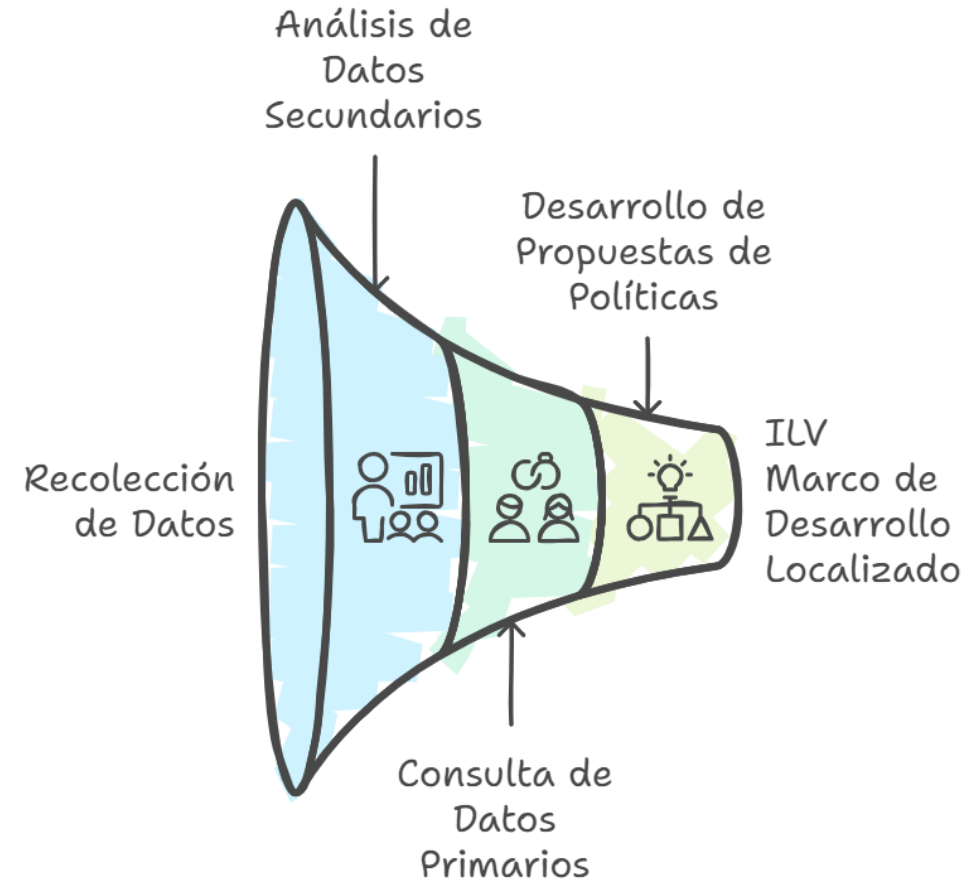 Análisis de
Datos
Secundarios
Desarrollo de
Propuestas de
Políticas
Recolección
de Datos
ILV
Marco de
Desarrollo
Localizado
Consulta de
Datos
Primarios